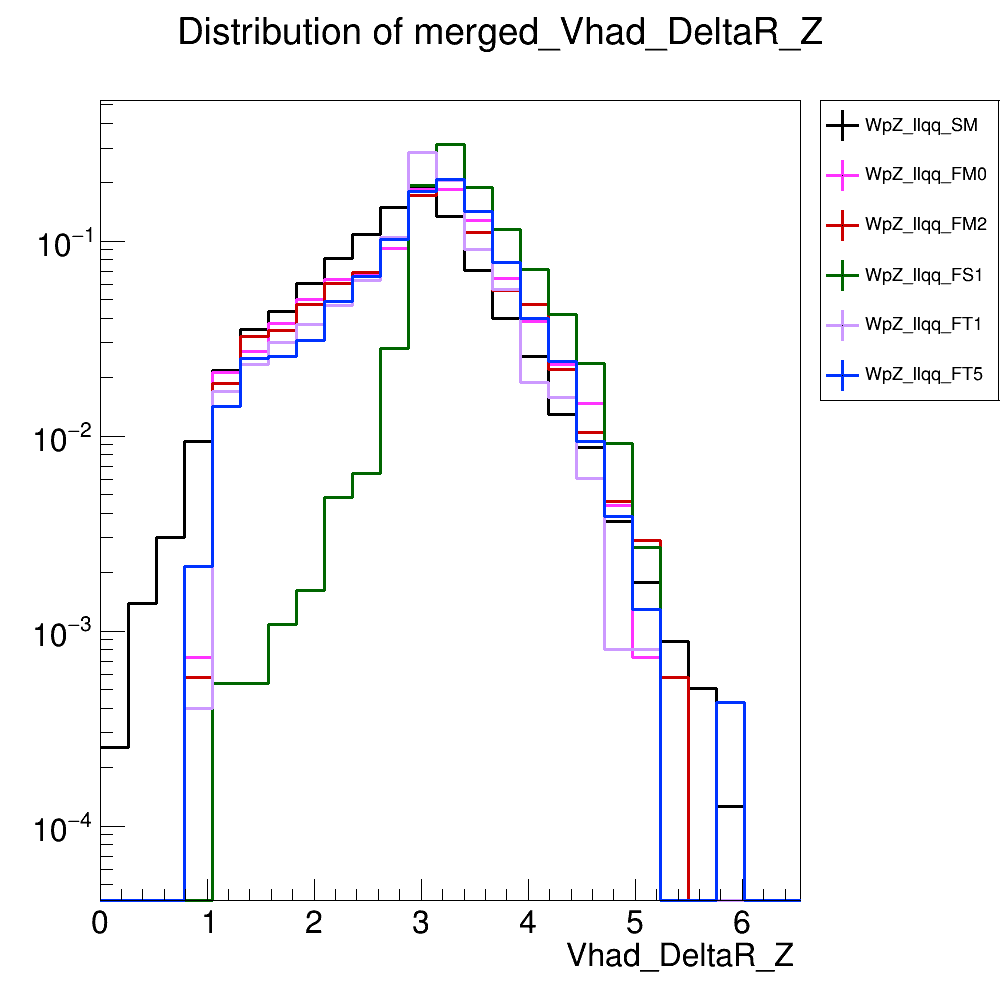 Distribution of merged_Vhad_DeltaR_Z
WpZ_llqq_SM
WpZ_llqq_FM0
WpZ_llqq_FM2
WpZ_llqq_FS1
WpZ_llqq_FT1
WpZ_llqq_FT5
10⁻¹
10⁻²
10⁻³
10⁻⁴
0 1 2 3 4 5 6
Vhad_DeltaR_Z